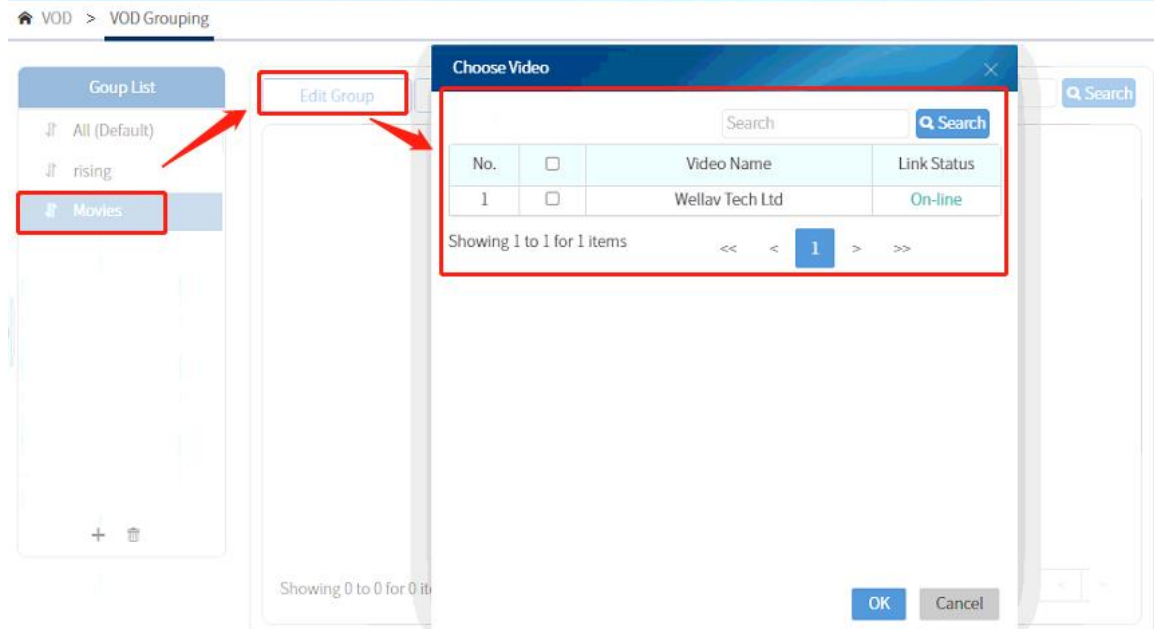 VOD > VOD Grouping
Goup List
All (Default)
rising
Movies
Edit Group
Search
Choose Video
Search
Search
No.
Video Name
Link Status
1
Wellav Tech Ltd
On-line
Showing 1 to 1 for 1 items
<< < 1 > >>
Showing 0 to 0 for 0 it
OK
Cancel